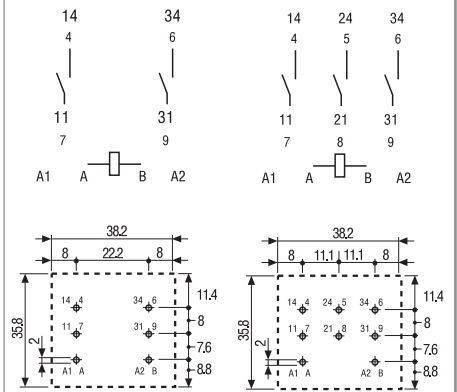 14 34
4 6
11 31
7 9
A1 A B A2
14 24 34
4 5 6
11 21 31
7 8 9
A1 A B A2
38.2
8 22.2 8
35.8
2
11.4
8
7.6
8.8
14 4 34 6
11 7 31 9
A1 A A2 B
38.2
8 11.1 11.1 8
35.8
2
11.4
8
7.6
8.8
14 4 24 5 34 6
11 7 21 8 31 9
A1 A A2 B